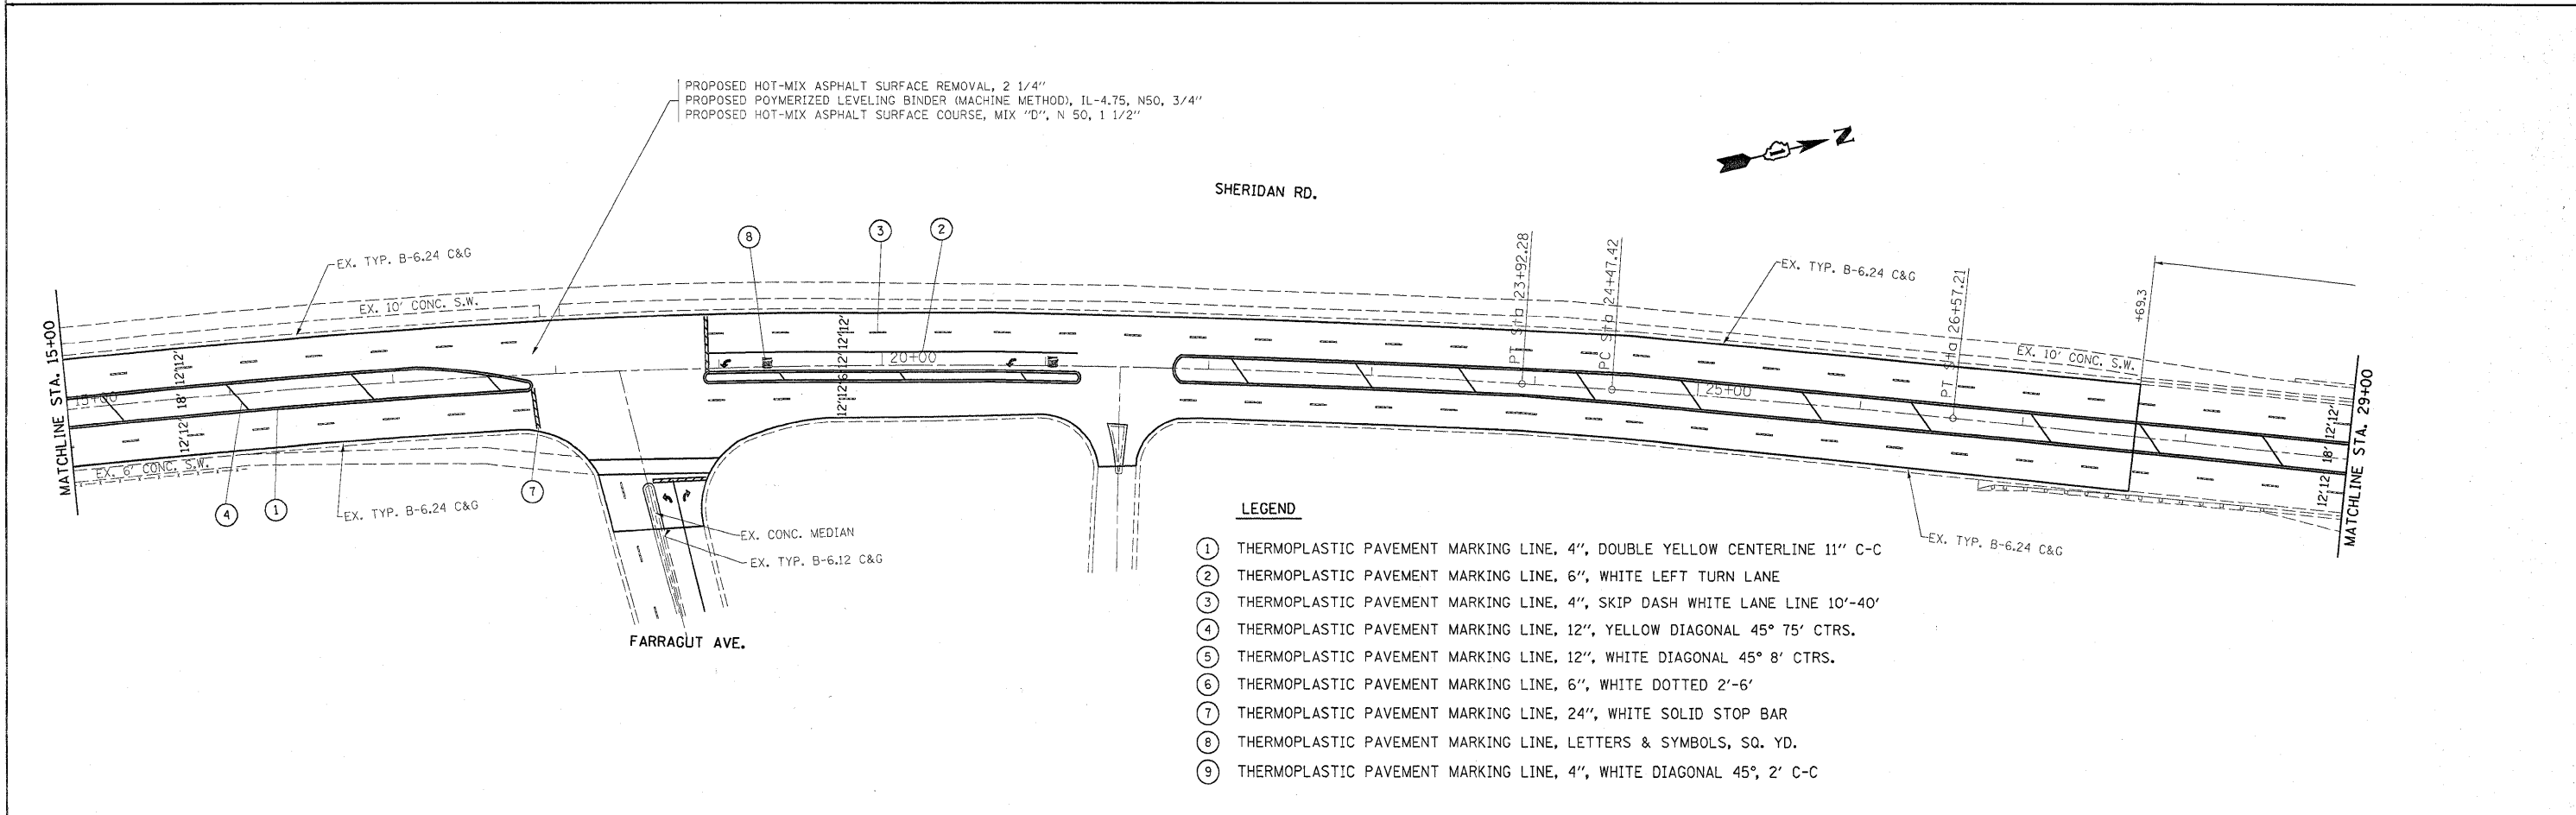 PROPOSED HOT-MIX ASPHALT SURFACE REMOVAL, 2 1/4"
PROPOSED POYMERIZED LEVELING BINDER (MACHINE METHOD), IL-4.75, N50, 3/4"
PROPOSED HOT-MIX ASPHALT SURFACE COURSE, MIX "D", N 50, 1 1/2"
N
SHERIDAN RD.
8
3
2
EX. TYP. B-6.24 C&G
EX. 10' CONC. S.W.
MATCHLINE STA. 15+00
15+00
12'
12'
18'
12'
12'
EX. 6' CONC. S.W.
4
1
EX. TYP. B-6.24 C&G
7
12'
12'
12'
6'
12'
12'
20+00
PT Sta 23+92.28
PC Sta 24+47.42
25+00
EX. TYP. B-6.24 C&G
PT Sta 26+57.21
+69.3
EX. 10' CONC. S.W.
12'
12'
18'
12'
12'
MATCHLINE STA. 29+00
EX. TYP. B-6.24 C&G
EX. CONC. MEDIAN
EX. TYP. B-6.12 C&G
FARRAGUT AVE.
LEGEND
1 THERMOPLASTIC PAVEMENT MARKING LINE, 4", DOUBLE YELLOW CENTERLINE 11" C-C
2 THERMOPLASTIC PAVEMENT MARKING LINE, 6", WHITE LEFT TURN LANE
3 THERMOPLASTIC PAVEMENT MARKING LINE, 4", SKIP DASH WHITE LANE LINE 10'-40'
4 THERMOPLASTIC PAVEMENT MARKING LINE, 12", YELLOW DIAGONAL 45° 75' CTRS.
5 THERMOPLASTIC PAVEMENT MARKING LINE, 12", WHITE DIAGONAL 45° 8' CTRS.
6 THERMOPLASTIC PAVEMENT MARKING LINE, 6", WHITE DOTTED 2'-6'
7 THERMOPLASTIC PAVEMENT MARKING LINE, 24", WHITE SOLID STOP BAR
8 THERMOPLASTIC PAVEMENT MARKING LINE, LETTERS & SYMBOLS, SQ. YD.
9 THERMOPLASTIC PAVEMENT MARKING LINE, 4", WHITE DIAGONAL 45°, 2' C-C